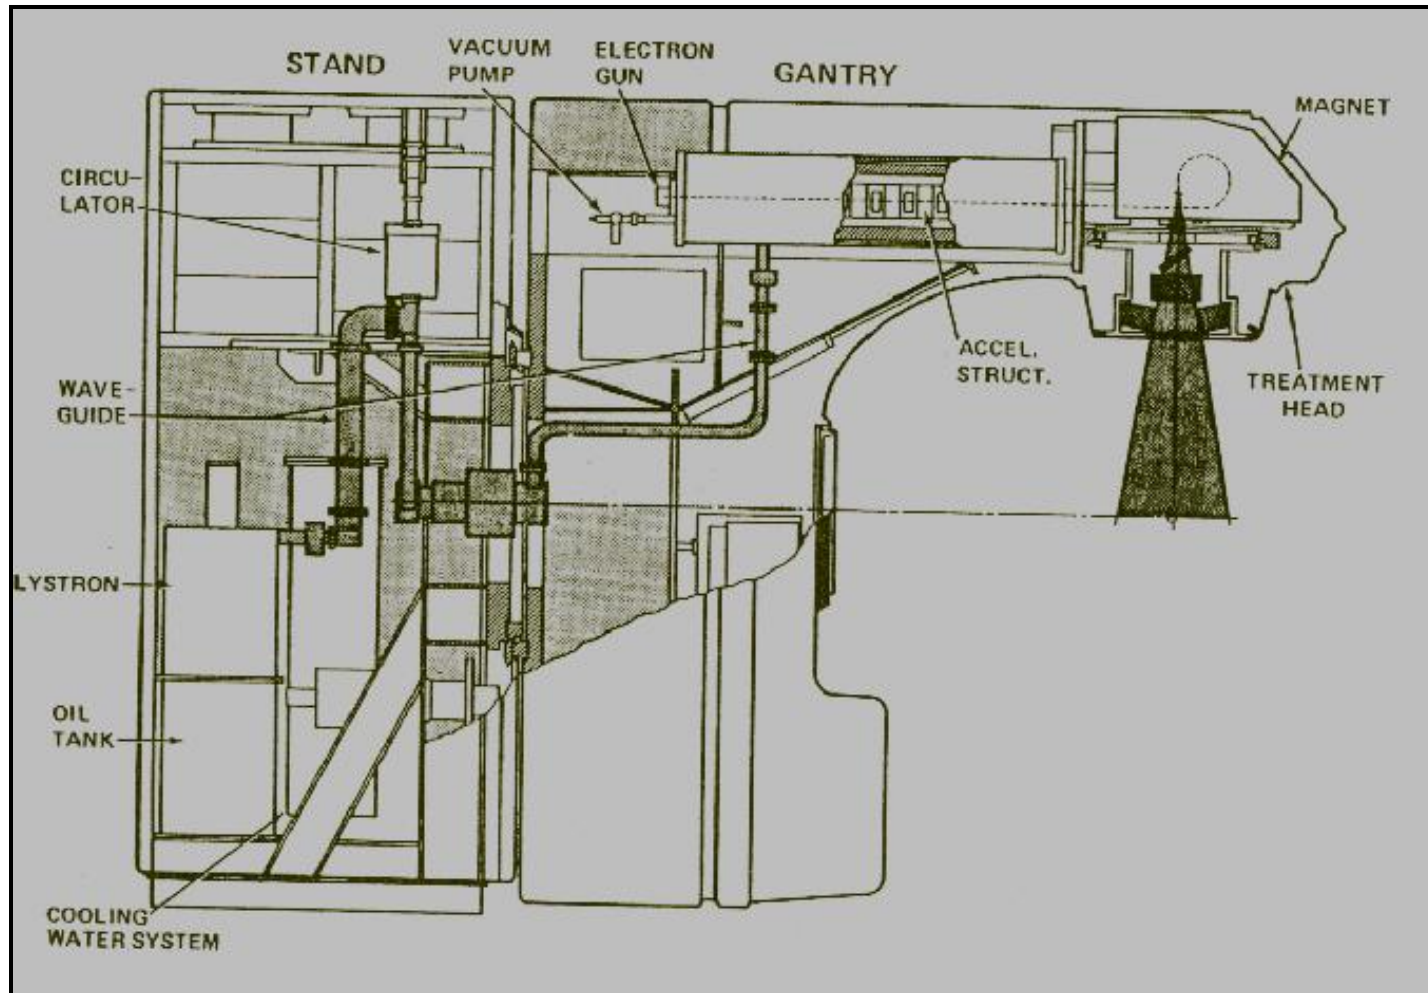 STAND
VACUUM
PUMP
ELECTRON
GUN
GANTRY
MAGNET
CIRCU-
LATOR
WAVE-
GUIDE
ACCEL.
STRUCT.
TREATMENT
HEAD
LYSTRON
OIL
TANK
COOLING
WATER SYSTEM